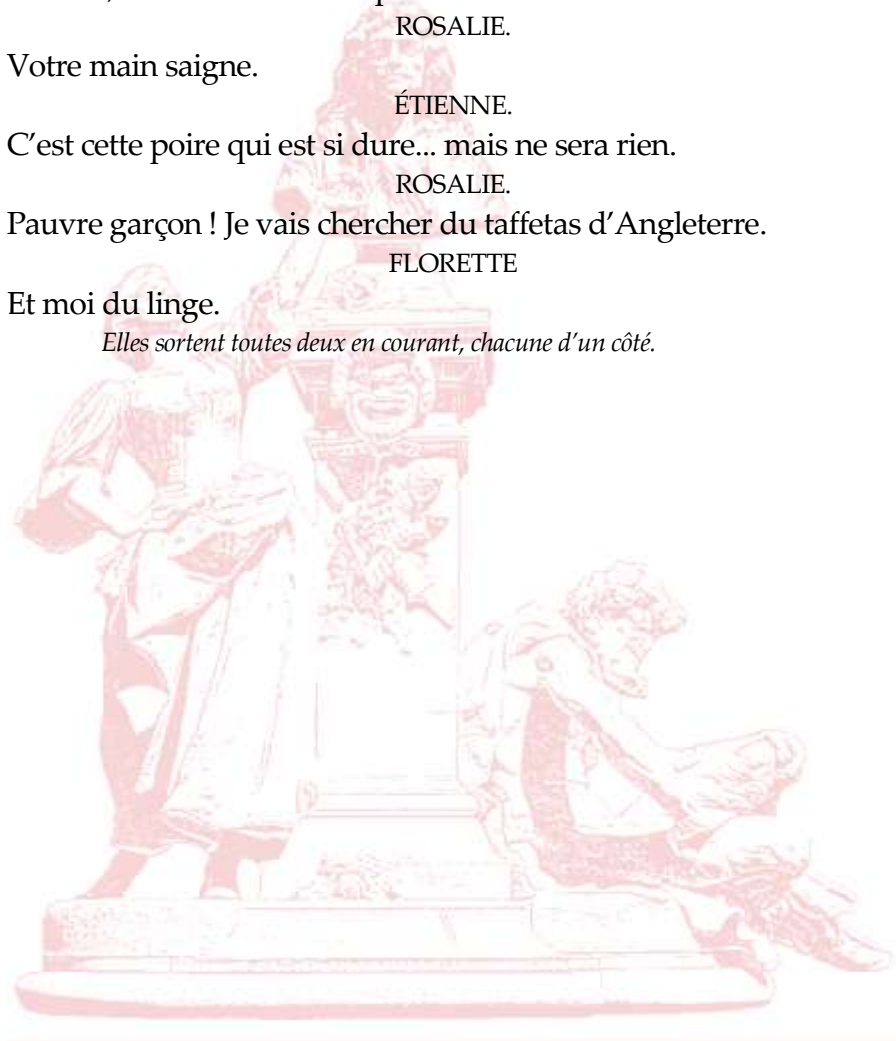 ROSALIE.
Votre main saigne.
ÉTIENNE.
C’est cette poire qui est si dure... mais ne sera rien.
ROSALIE.
Pauvre garçon ! Je vais chercher du taffetas d’Angleterre.
FLORETTE
Et moi du linge.
Elles sortent toutes deux en courant, chacune d’un côté.